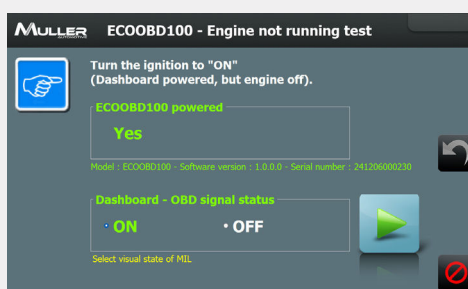 MULLER ECOOBD100 - Engine not running test
AUTOMOTIVE
Turn the ignition to "ON"
(Dashboard powered, but engine off).
ECOOBD100 powered
Yes
Model : ECOOBD100 - Software version : 1.0.0.0 - Serial number : 241206000230
Dashboard - OBD signal status
ON OFF
Select visual state of MIL